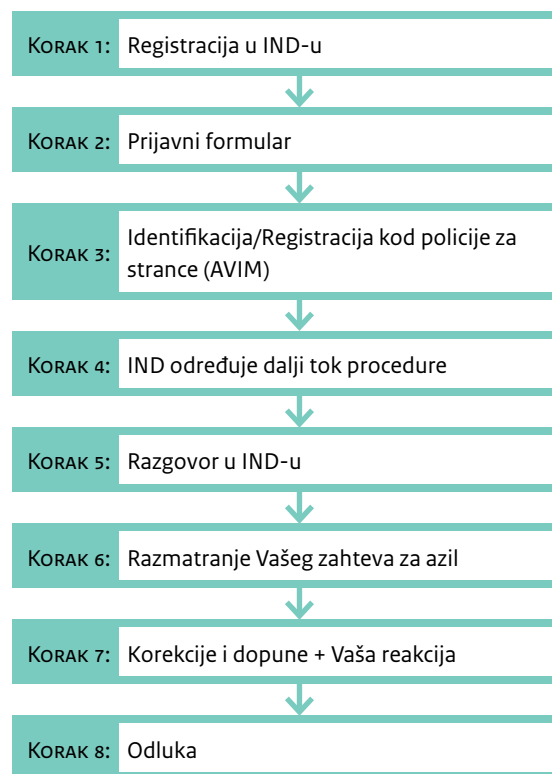 Korak 1: Registracija u IND-u
Korak 2: Prijavni formular
Korak 3: Identifikacija/Registracija kod policije za
strance (AVIM)
Korak 4: IND određuje dalji tok procedure
Korak 5: Razgovor u IND-u
Korak 6: Razmatranje Vašeg zahteva za azil
Korak 7: Korekcije i dopune + Vaša reakcija
Korak 8: Odluka